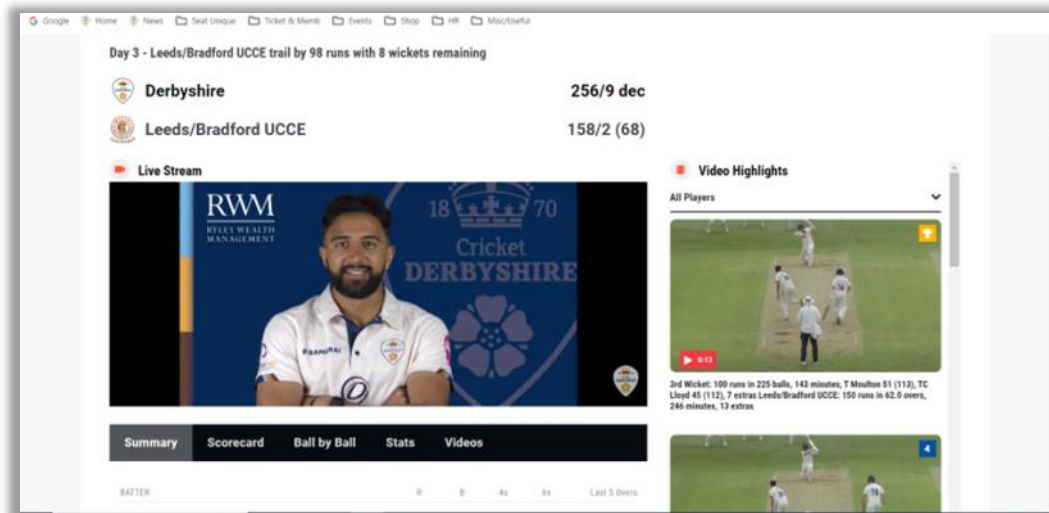 Google Home News Seat Unique Ticket & Memb Events Shop HR Misc/Useful
Day 3 - Leeds/Bradford UCCE trail by 98 runs with 8 wickets remaining
Derbyshire 256/9 dec
Leeds/Bradford UCCE 158/2 (68)
Live Stream
RWM
RYLEY WEALTH
MANAGEMENT
18 70
Cricket
DERBYSHIRE
Video Highlights
All Players
0:13
3rd Wicket: 100 runs in 225 balls, 143 minutes, T Moulton 51 (113), TC
Lloyd 45 (112), 7 extras Leeds/Bradford UCCE: 150 runs in 62.0 overs,
246 minutes, 13 extras
4
Summary Scorecard Ball by Ball Stats Videos
BATTER R B 4s 6s Last 5 Overs